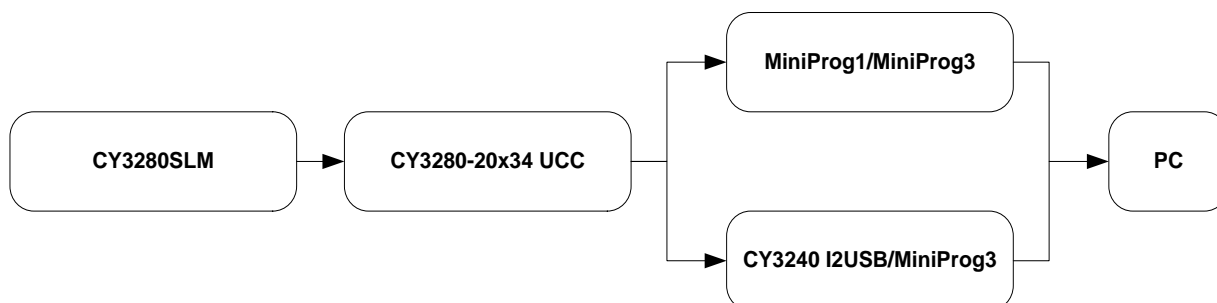 MiniProg1/MiniProg3
CY3280SLM
CY3280-20x34 UCC
PC
CY3240 I2USB/MiniProg3